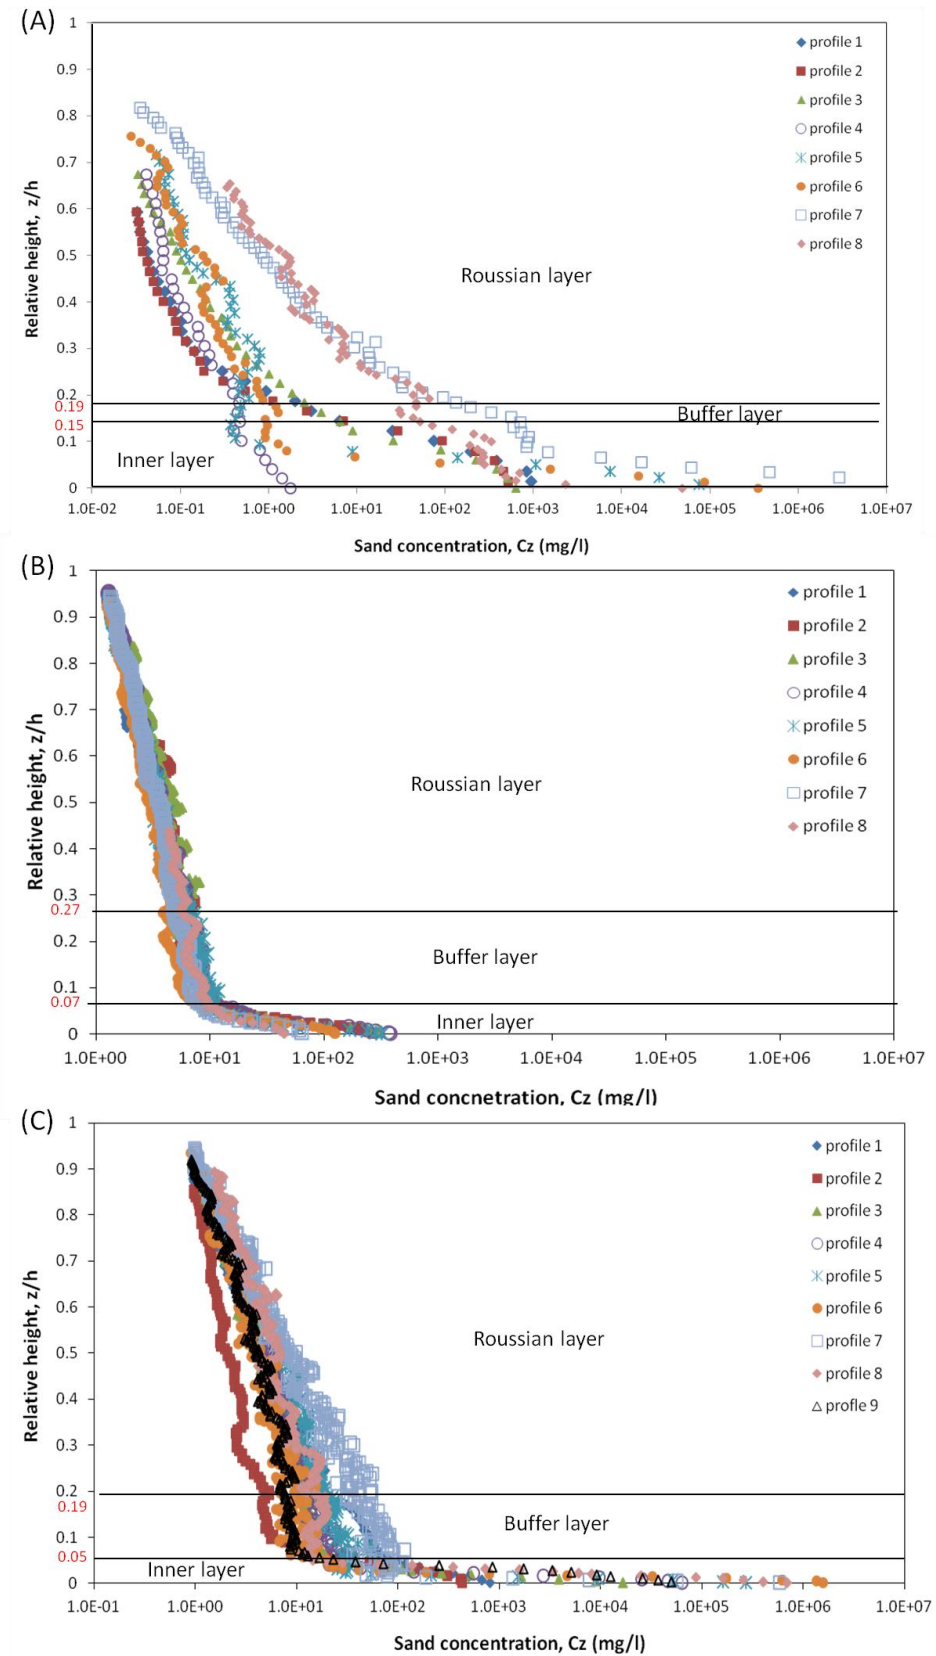 (A)
1
0.9
0.8
0.7
0.6
0.5
0.4
0.3
0.2
0.19
0.15
0.1
0
Relative height, z/h
profile 1
profile 2
profile 3
profile 4
profile 5
profile 6
profile 7
profile 8
Roussian layer
Buffer layer
Inner layer
1.0E-02 1.0E-01 1.0E+00 1.0E+01 1.0E+02 1.0E+03 1.0E+04 1.0E+05 1.0E+06 1.0E+07
Sand concentration, Cz (mg/l)
(B)
1
0.9
0.8
0.7
0.6
0.5
0.4
0.3
0.27
0.2
0.1
0.07
0
Relative height, z/h
profile 1
profile 2
profile 3
profile 4
profile 5
profile 6
profile 7
profile 8
Roussian layer
Buffer layer
Inner layer
1.0E+00 1.0E+01 1.0E+02 1.0E+03 1.0E+04 1.0E+05 1.0E+06 1.0E+07
Sand concnetration, Cz (mg/l)
(C)
1
0.9
0.8
0.7
0.6
0.5
0.4
0.3
0.2
0.19
0.1
0.05
0
Relative height, z/h
profile 1
profile 2
profile 3
profile 4
profile 5
profile 6
profile 7
profile 8
profle 9
Roussian layer
Buffer layer
Inner layer
1.0E-01 1.0E+00 1.0E+01 1.0E+02 1.0E+03 1.0E+04 1.0E+05 1.0E+06 1.0E+07
Sand concentration, Cz (mg/l)